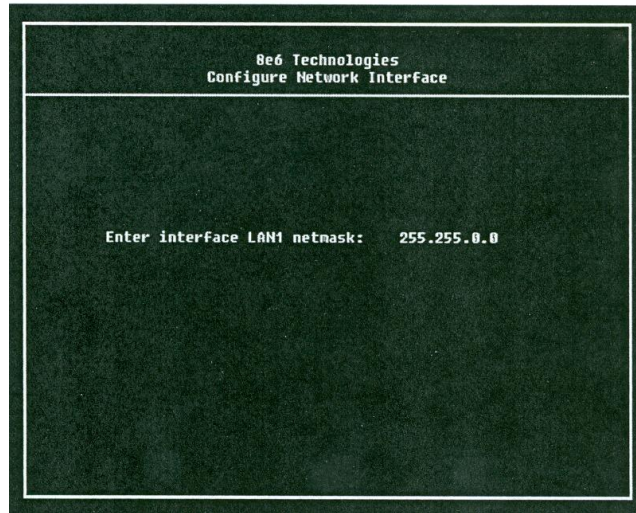 8e6 Technologies
Configure Network Interface
Enter interface LAN1 netmask: 255.255.0.0